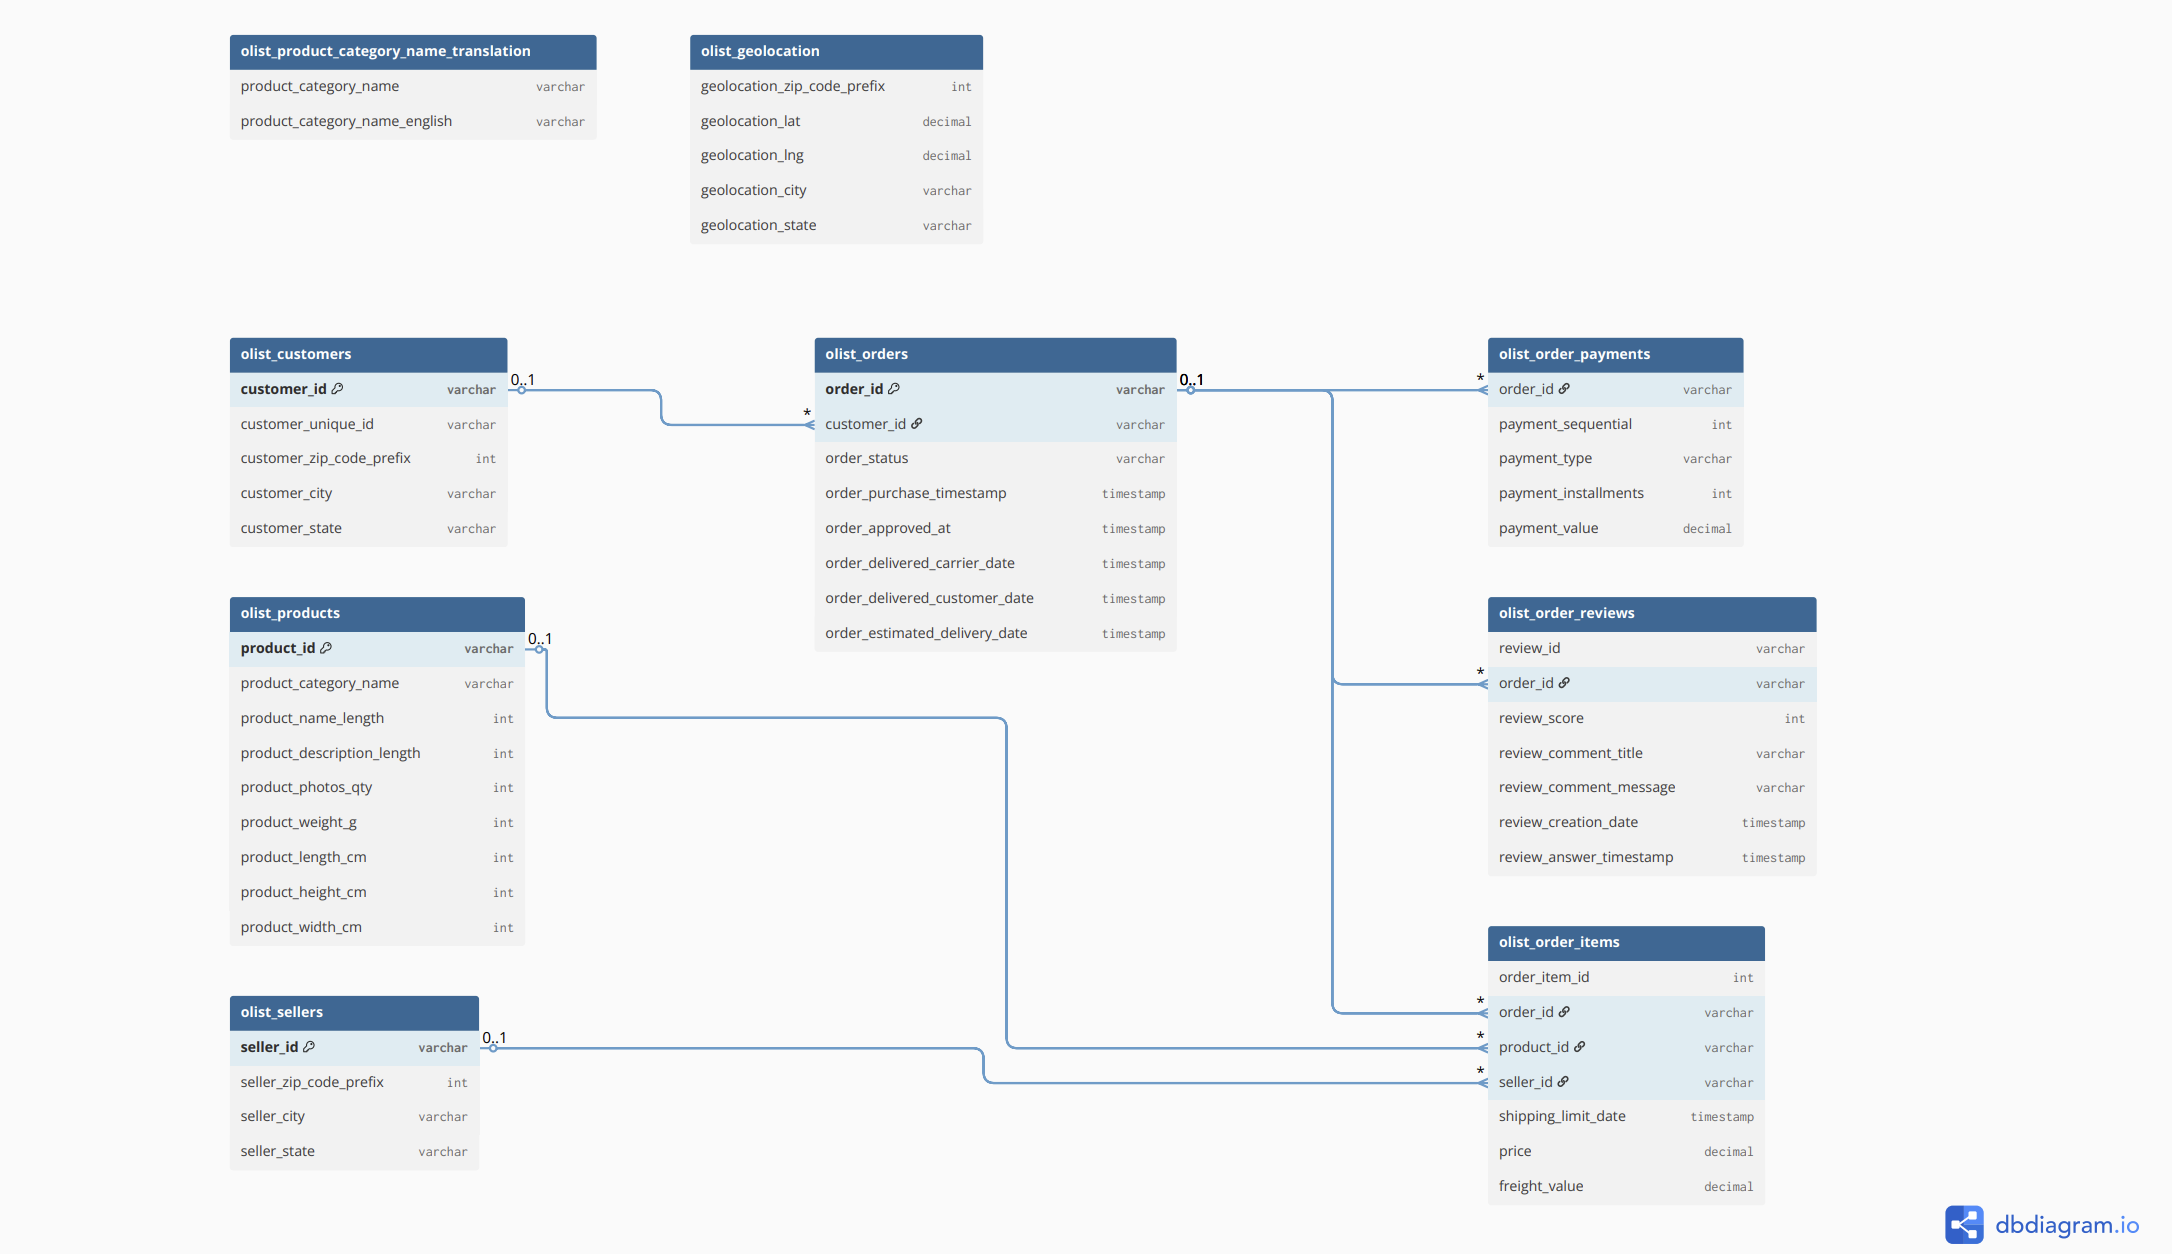 olist_product_category_name_translation
product_category_name varchar
product_category_name_english varchar
olist_geolocation
geolocation_zip_code_prefix int
geolocation_lat decimal
geolocation_lng decimal
geolocation_city varchar
geolocation_state varchar
olist_customers
customer_id varchar
customer_unique_id varchar
customer_zip_code_prefix int
customer_city varchar
customer_state varchar
0..1
*
olist_orders
order_id varchar
customer_id varchar
order_status varchar
order_purchase_timestamp timestamp
order_approved_at timestamp
order_delivered_carrier_date timestamp
order_delivered_customer_date timestamp
order_estimated_delivery_date timestamp
0..1
*
olist_order_payments
order_id varchar
payment_sequential int
payment_type varchar
payment_installments int
payment_value decimal
olist_products
product_id varchar
product_category_name varchar
product_name_length int
product_description_length int
product_photos_qty int
product_weight_g int
product_length_cm int
product_height_cm int
product_width_cm int
0..1
*
olist_order_reviews
review_id varchar
order_id varchar
review_score int
review_comment_title varchar
review_comment_message varchar
review_creation_date timestamp
review_answer_timestamp timestamp
olist_sellers
seller_id varchar
seller_zip_code_prefix int
seller_city varchar
seller_state varchar
0..1
*
*
*
olist_order_items
order_item_id int
order_id varchar
product_id varchar
seller_id varchar
shipping_limit_date timestamp
price decimal
freight_value decimal
dbdiagram.io